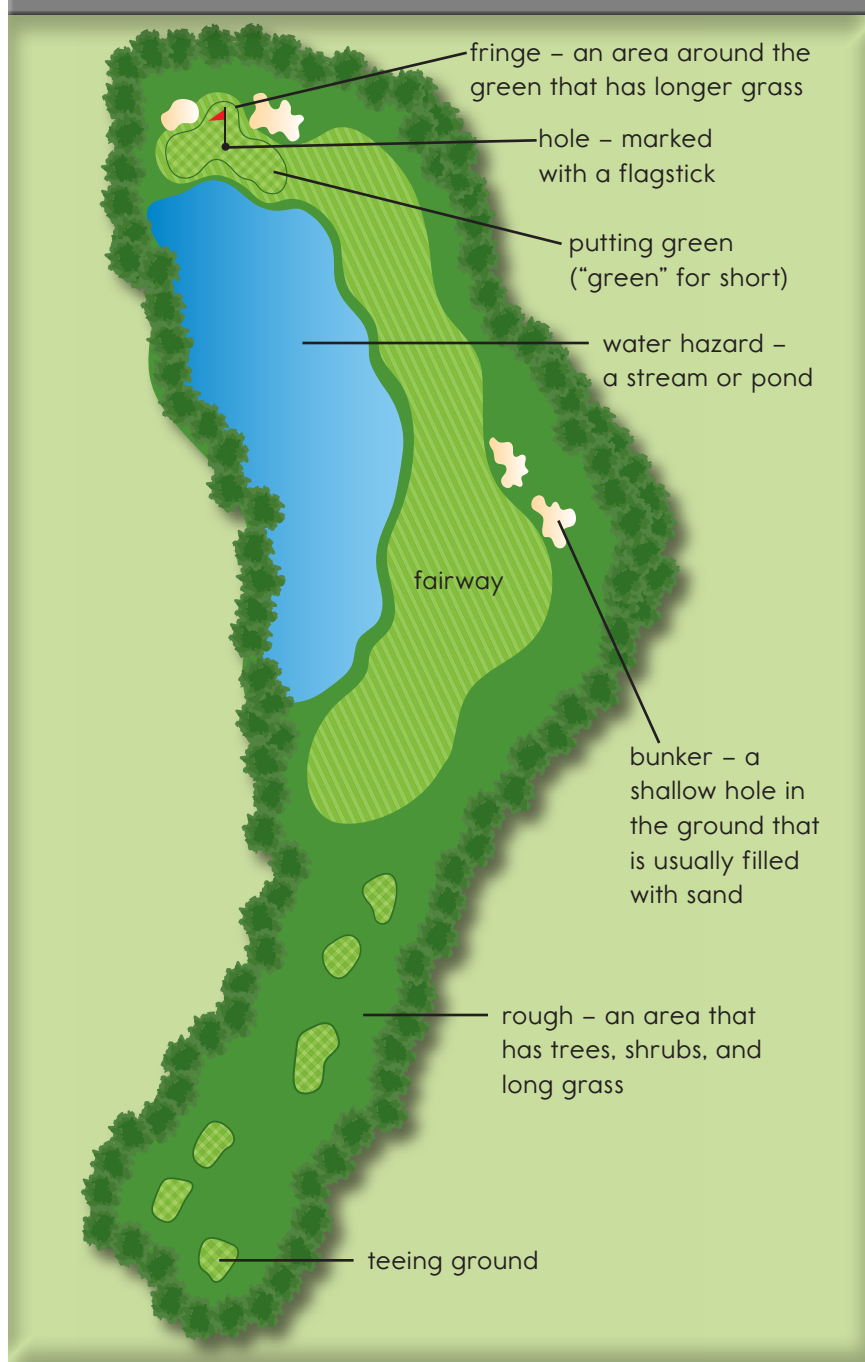 fringe – an area around the
green that has longer grass
hole – marked
with a flagstick
putting green
(“green” for short)
water hazard –
a stream or pond
fairway
bunker – a
shallow hole in
the ground that
is usually filled
with sand
rough – an area that
has trees, shrubs, and
long grass
teeing ground